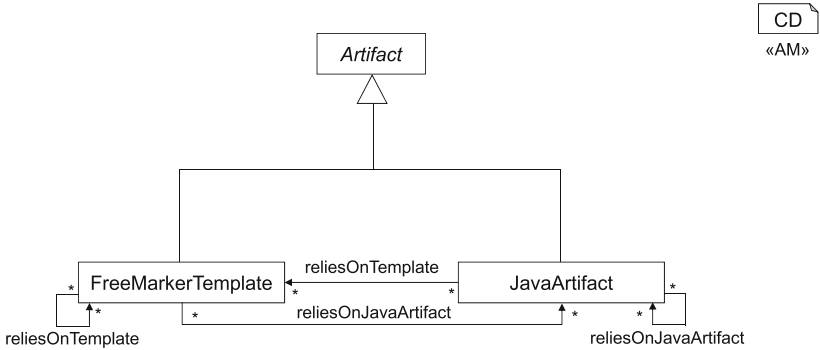 CD
«AM»
Artifact
FreeMarkerTemplate
JavaArtifact
reliesOnTemplate
*
*
reliesOnJavaArtifact
*
*
*
*
reliesOnTemplate
*
*
reliesOnJavaArtifact